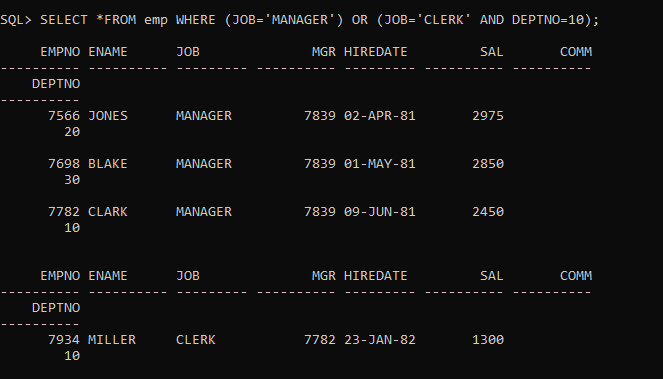 SQL> SELECT *FROM emp WHERE (JOB='MANAGER') OR (JOB='CLERK' AND DEPTNO=10);
     EMPNO ENAME      JOB              MGR HIREDATE         SAL       COMM
---------- ---------- --------- ---------- --------- ---------- ----------
    DEPTNO
----------
      7566 JONES      MANAGER         7839 02-APR-81       2975
        20
      7698 BLAKE      MANAGER         7839 01-MAY-81       2850
        30
      7782 CLARK      MANAGER         7839 09-JUN-81       2450
        10
     EMPNO ENAME      JOB              MGR HIREDATE         SAL       COMM
---------- ---------- --------- ---------- --------- ---------- ----------
    DEPTNO
----------
      7934 MILLER     CLERK           7782 23-JAN-82       1300
        10